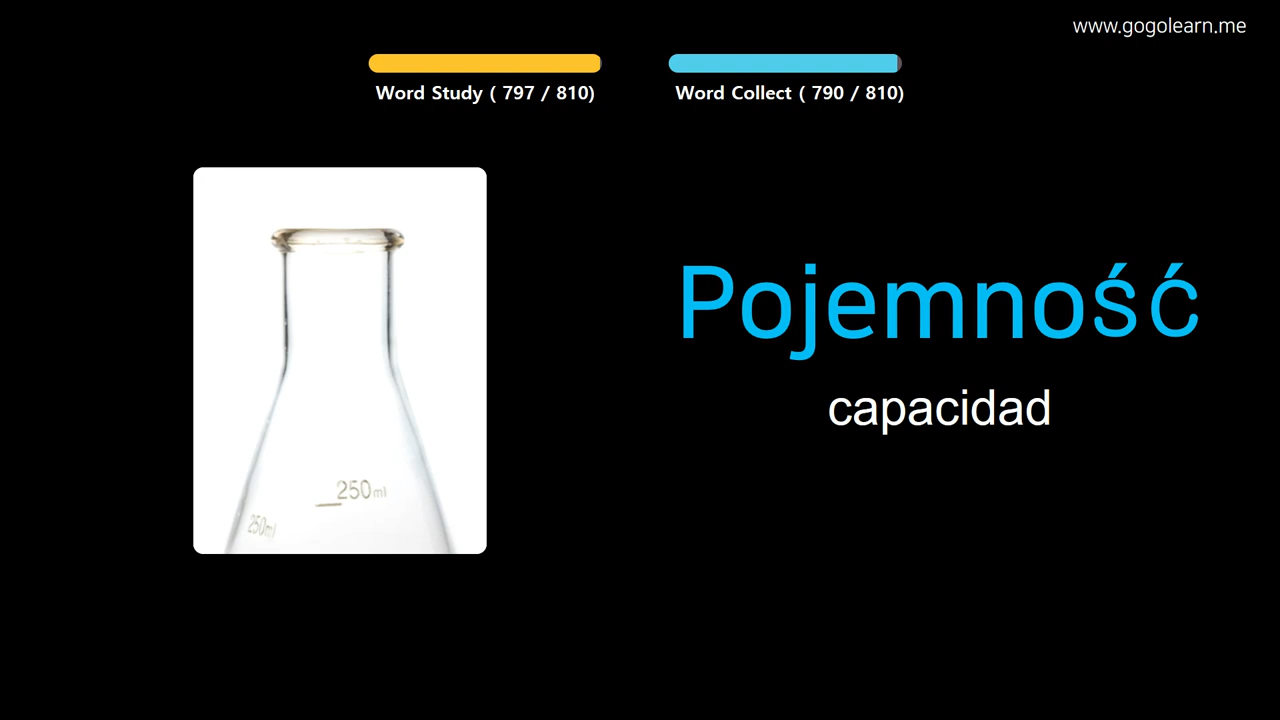 www.gogolearn.me
Word Study ( 797 / 810)
Word Collect ( 790 / 810)
Pojemność
capacidad
250ml
250ml